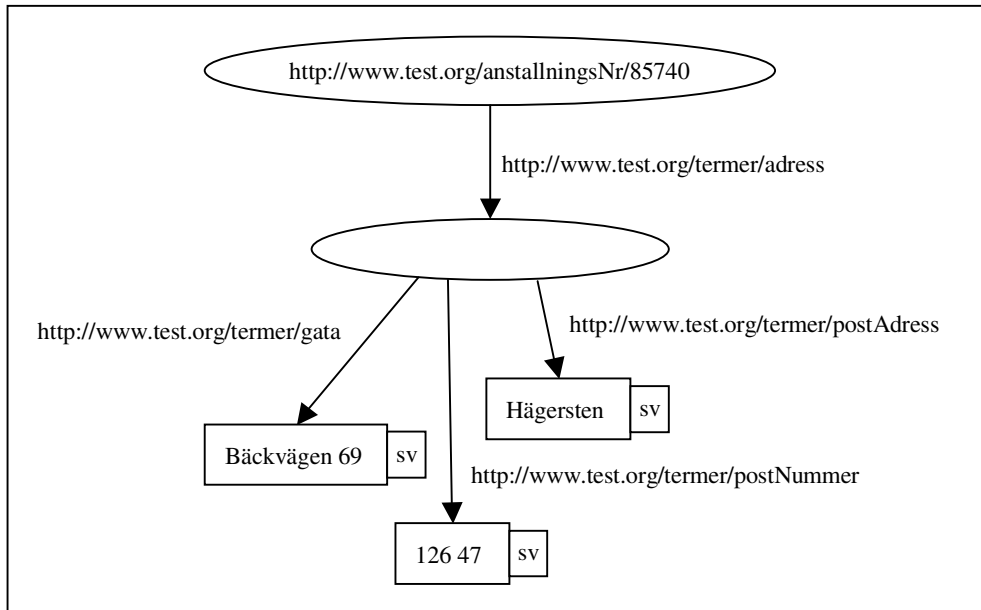 http://www.test.org/anstallningsNr/85740
http://www.test.org/termer/adress
http://www.test.org/termer/gata
http://www.test.org/termer/postAdress
Hägersten
sv
Bäckvägen 69
sv
http://www.test.org/termer/postNummer
126 47
sv